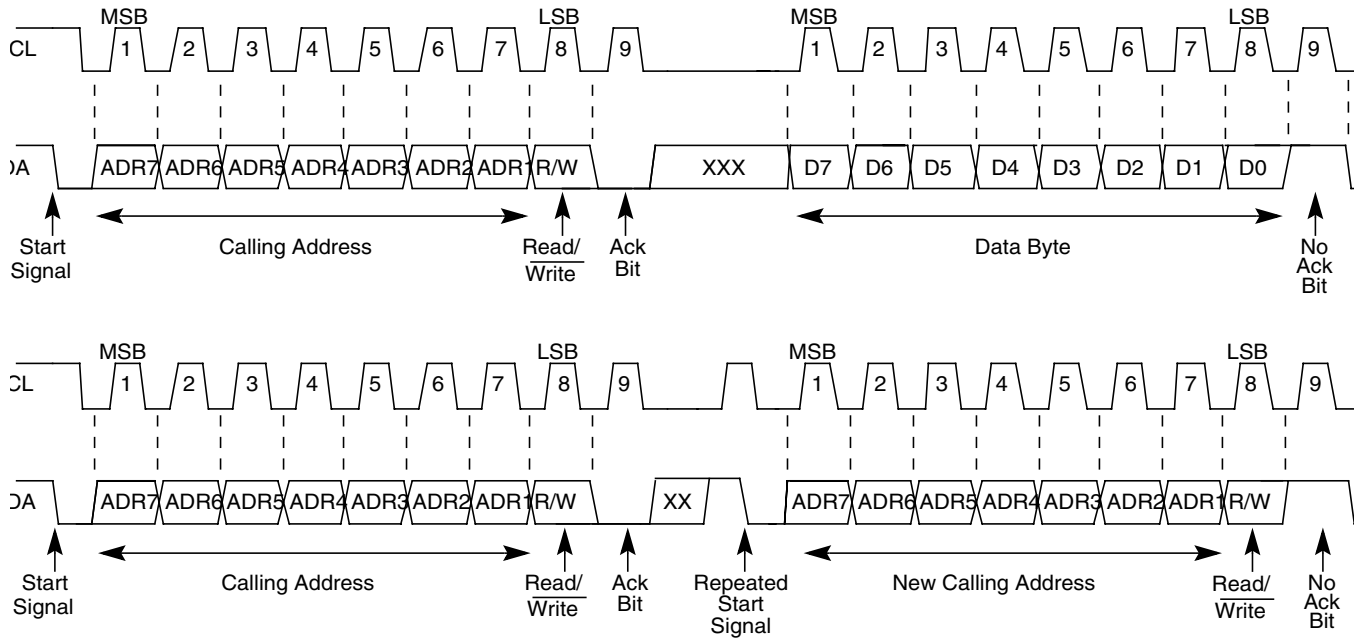 MSB LSB MSB LSB
CL 1 2 3 4 5 6 7 8 9 1 2 3 4 5 6 7 8 9
DA ADR7 ADR6 ADR5 ADR4 ADR3 ADR2 ADR1 R/W XXX D7 D6 D5 D4 D3 D2 D1 D0
Start Signal
Calling Address
Read/
Write
Ack
Bit
Data Byte
No
Ack
Bit
MSB LSB MSB LSB
CL 1 2 3 4 5 6 7 8 9 1 2 3 4 5 6 7 8 9
DA ADR7 ADR6 ADR5 ADR4 ADR3 ADR2 ADR1 R/W XX ADR7 ADR6 ADR5 ADR4 ADR3 ADR2 ADR1 R/W
Start
Signal
Calling Address
Read/
Write
Ack
Bit
Repeated
Start
Signal
New Calling Address
Read/
Write
No
Ack
Bit